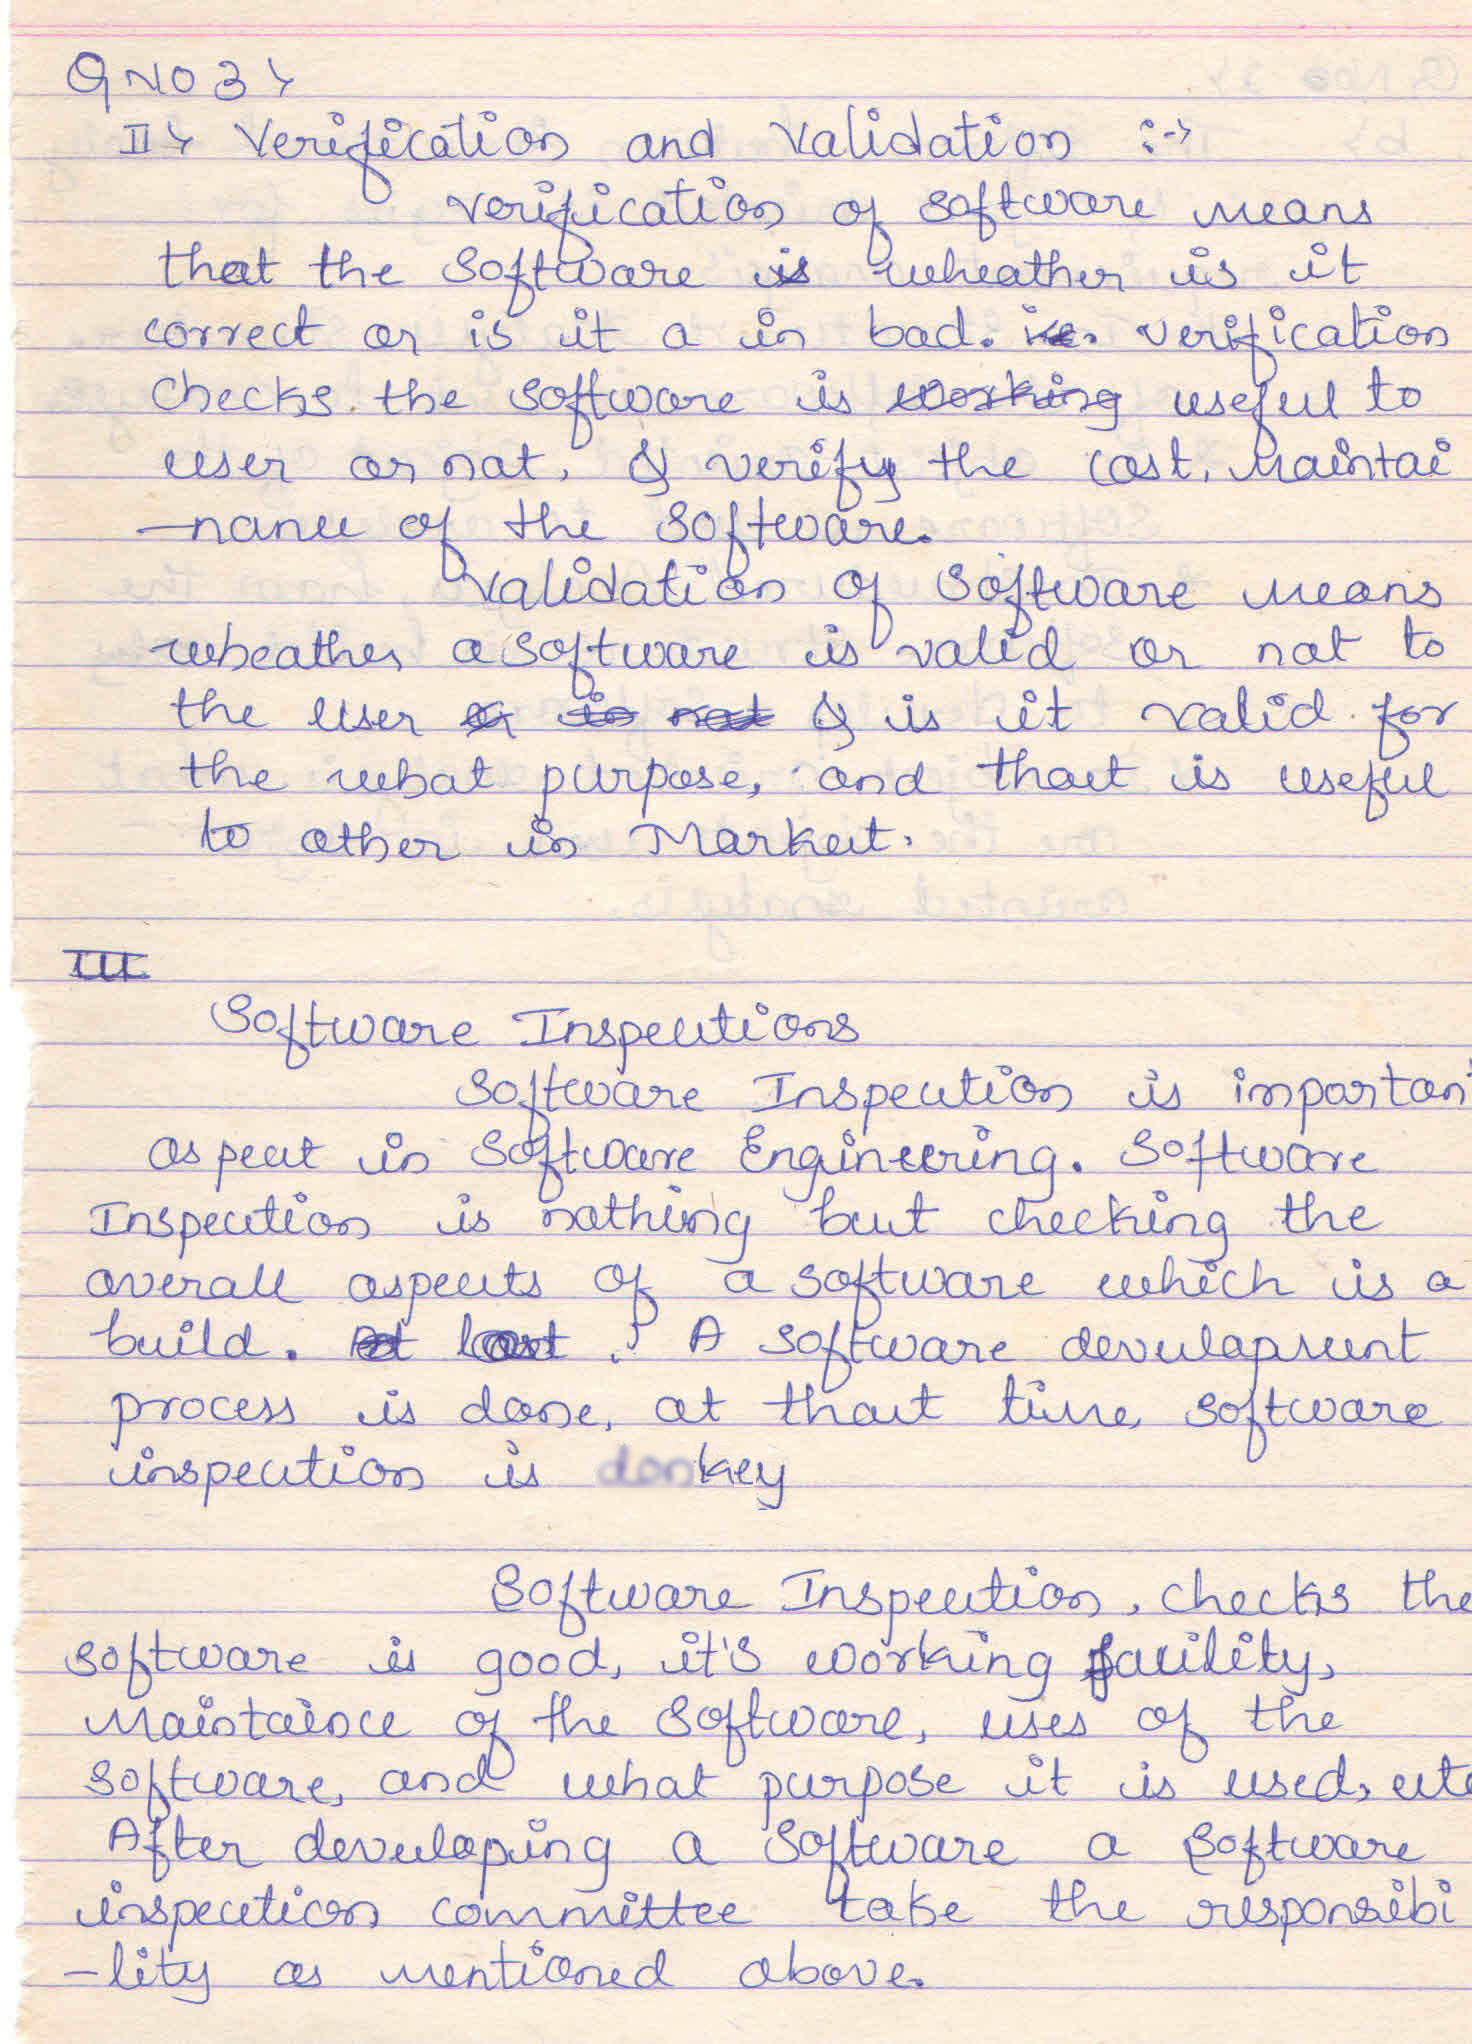 QNO3>
II> Verification and Validation :->
Verification of software means
that the software is wheather is it
correct or is it a in bad. i.e. verification
checks the software is working useful to
user or not, & verify the cost, Maintai
-nance of the software.
Validation of software means
wheather a software is valid or not to
the user or is not & is it valid for
the what purpose, and that is useful
to other in Market.
III
Software Inspections
Software Inspection is important
aspect in Software Engineering. Software
Inspection is nothing but checking the
overall aspects of a software which is a
build. At last . A software development
process is done, at that time software
inspection is donkey
Software Inspection, checks the
software is good, it's working facility,
Maintaince of the software, uses of the
software, and what purpose it is used, etc
After developing a software a software
inspection committee take the responsibi
-lity as mentioned above.